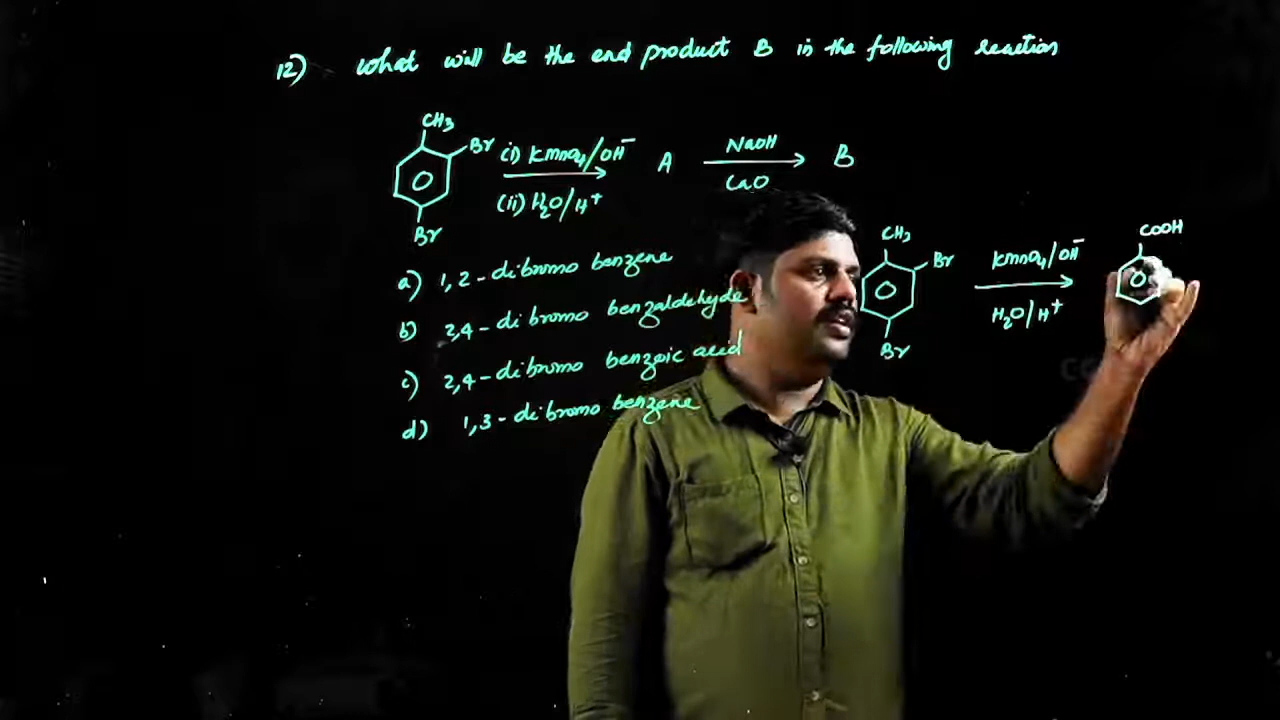 12) What will be the end product B in the following reaction
CH3
Br
Br
(i) KmnO4/OH⁻
(ii) H2O/H⁺
A
NaOH
CaO
B
a) 1,2-dibromo benzene
b) 2,4-di bromo benzaldehyde
c) 2,4-dibromo benzoic acid
d) 1,3-dibromo benzene
CH3
Br
Br
KmnO4/OH⁻
H2O/H⁺
COOH